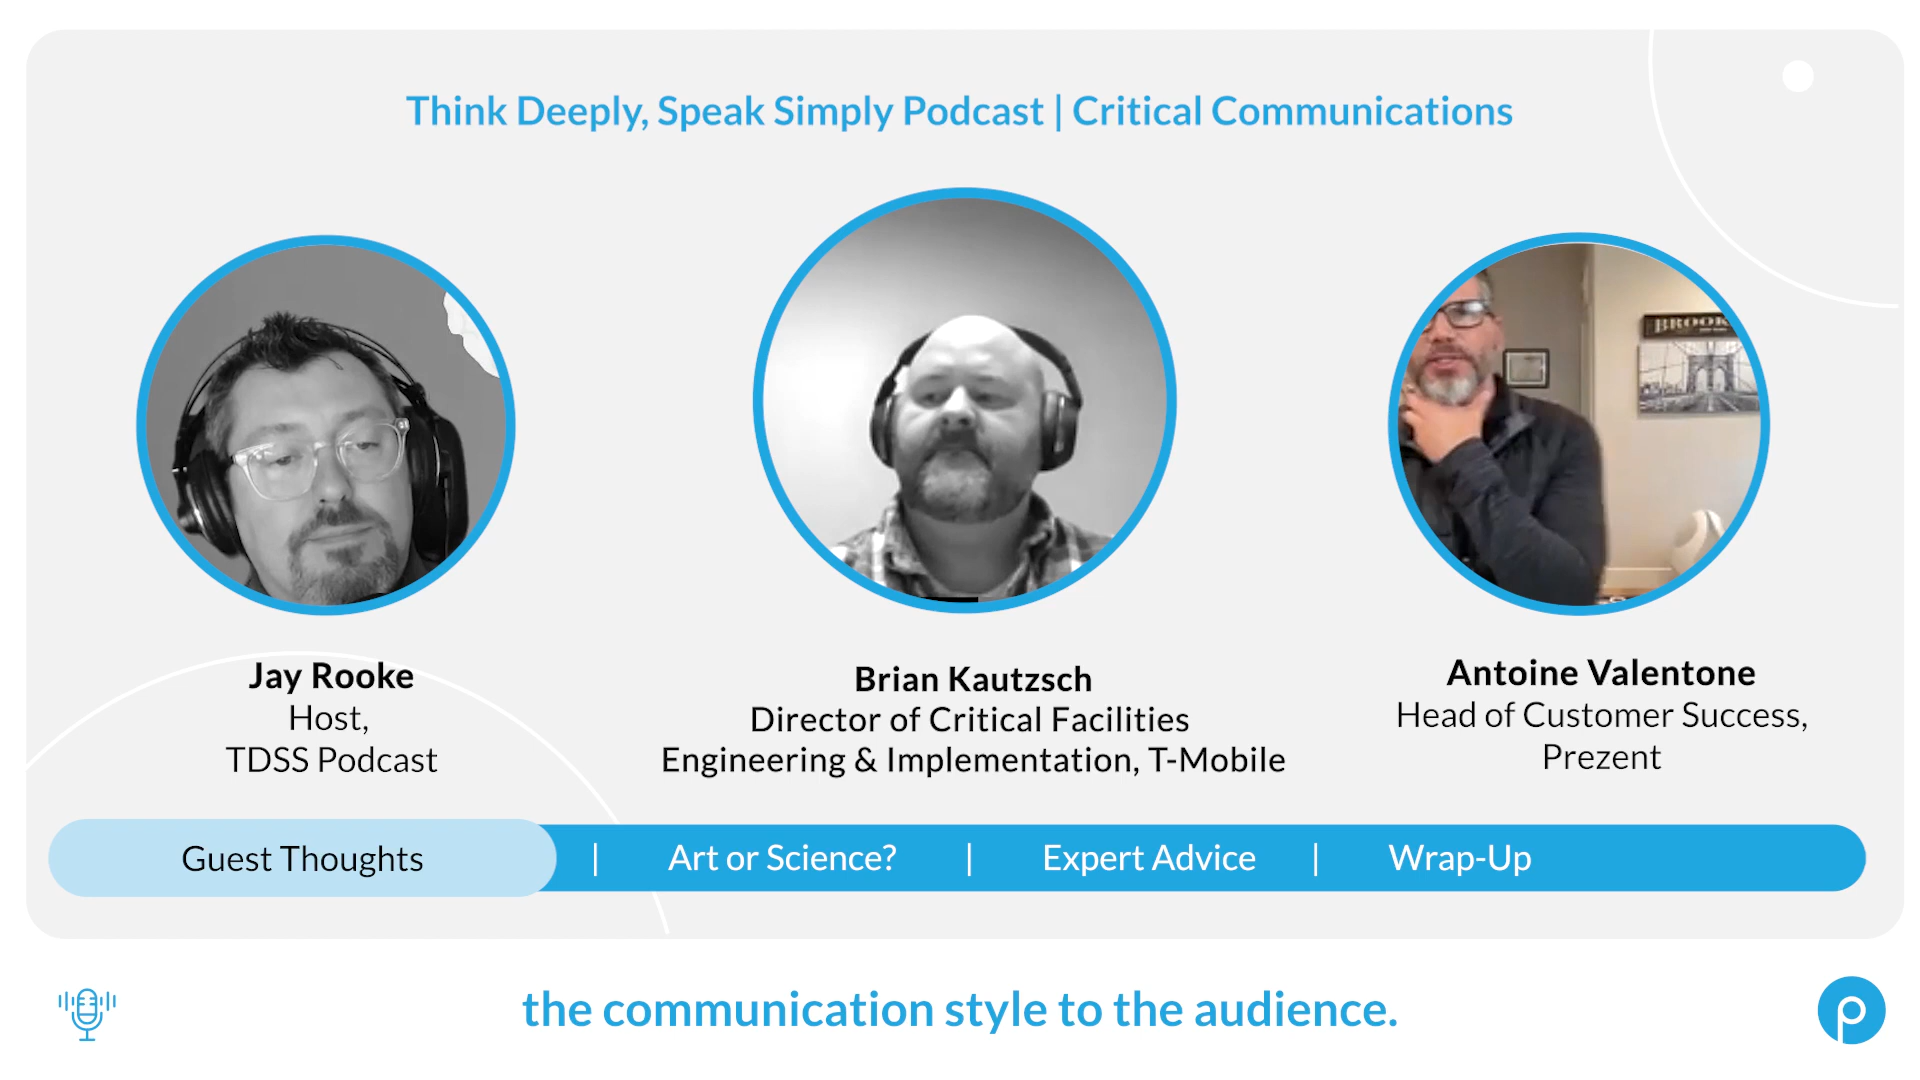 Think Deeply, Speak Simply Podcast | Critical Communications
Jay Rooke
Host,
TDSS Podcast
Brian Kautzsch
Director of Critical Facilities
Engineering & Implementation, T-Mobile
Antoine Valentone
Head of Customer Success,
Prezent
Guest Thoughts | Art or Science? | Expert Advice | Wrap-Up
the communication style to the audience.